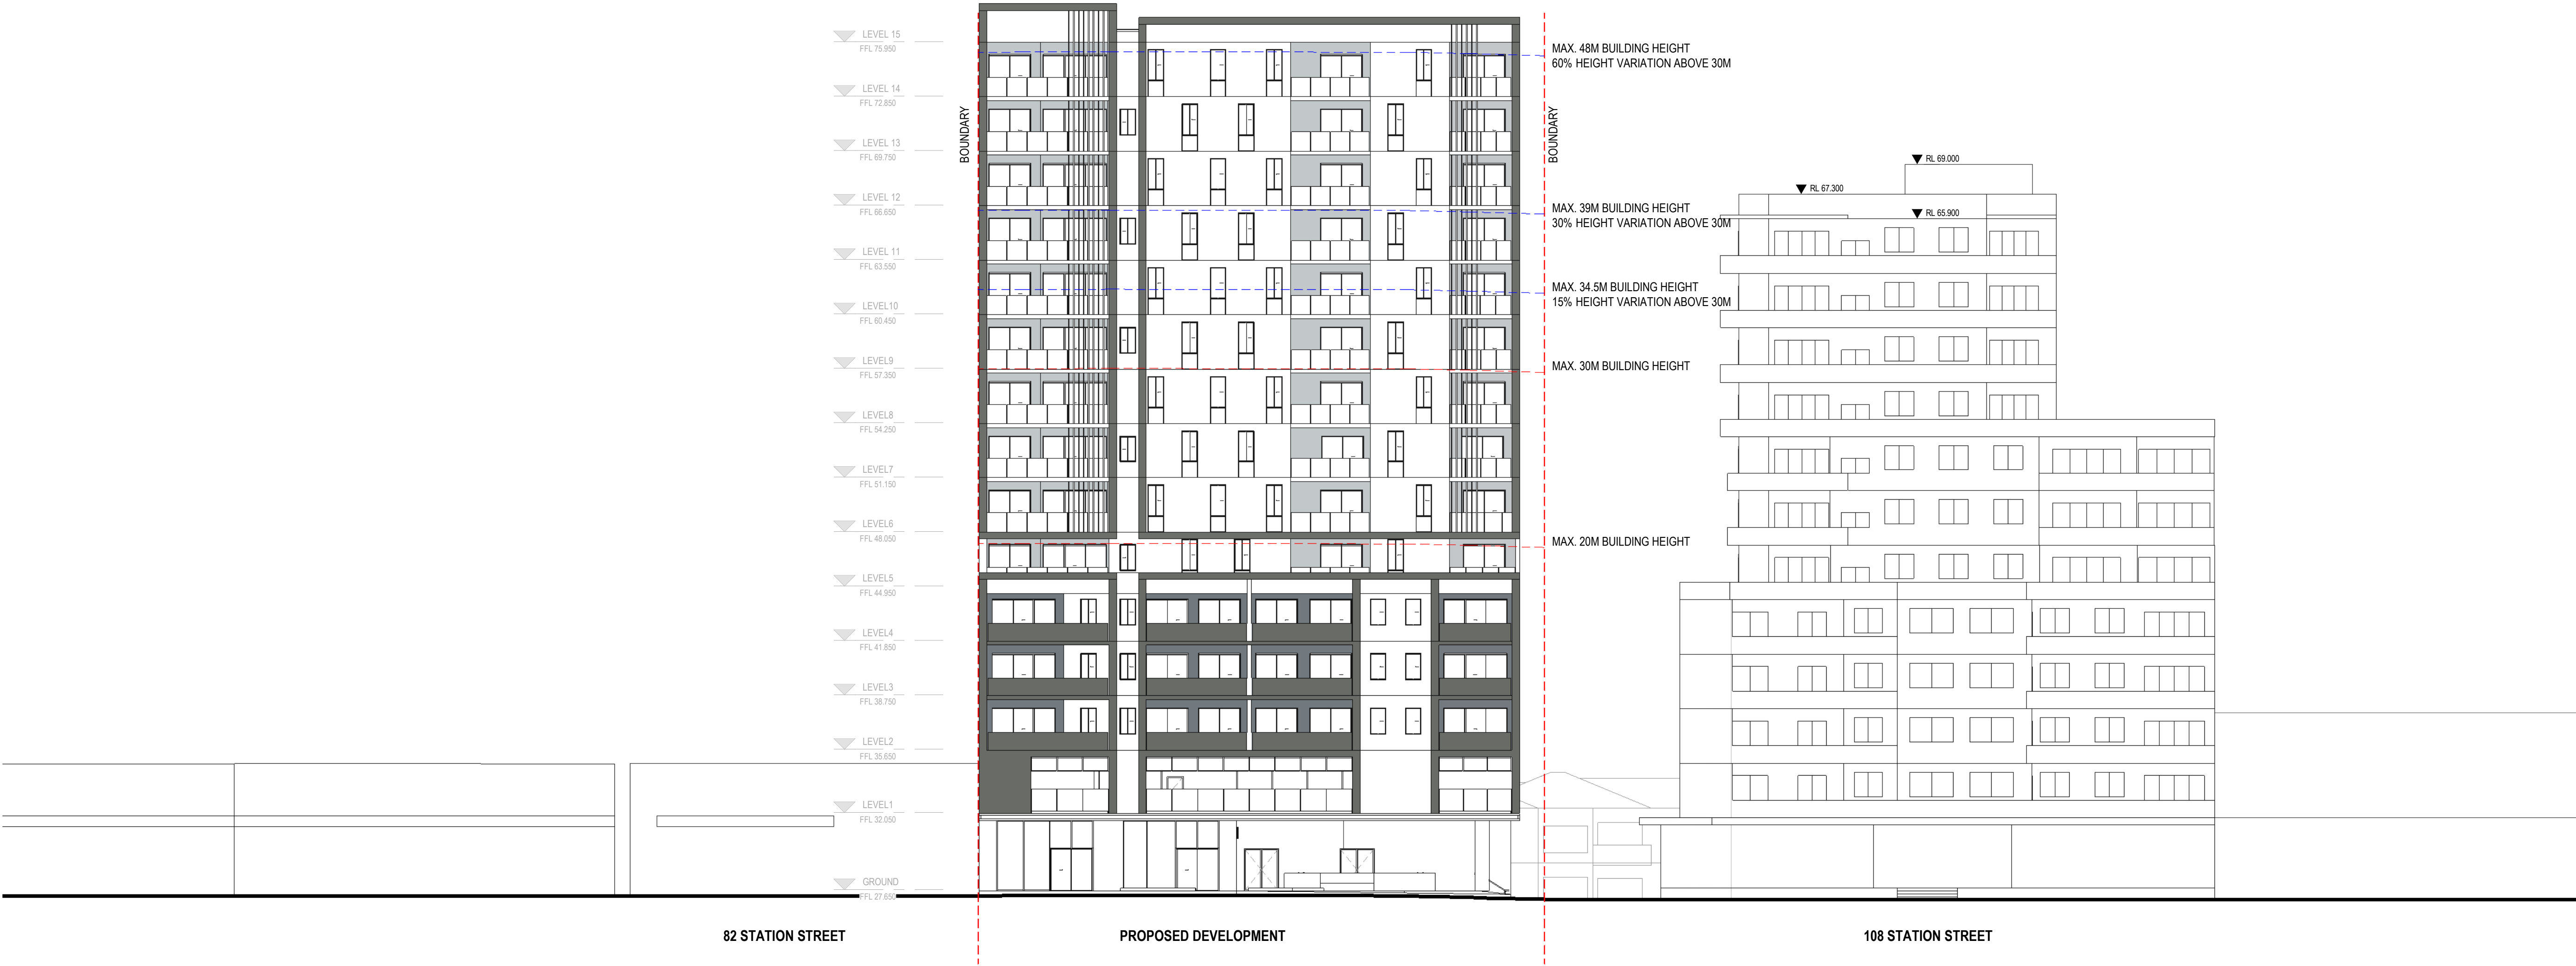 LEVEL 15
FFL 75.950
LEVEL 14
FFL 72.850
LEVEL 13
FFL 69.750
LEVEL 12
FFL 66.650
LEVEL 11
FFL 63.550
LEVEL10
FFL 60.450
LEVEL9
FFL 57.350
LEVEL8
FFL 54.250
LEVEL7
FFL 51.150
LEVEL6
FFL 48.050
LEVEL5
FFL 44.950
LEVEL4
FFL 41.850
LEVEL3
FFL 38.750
LEVEL2
FFL 35.650
LEVEL1
FFL 32.050
GROUND
FFL 27.650
BOUNDARY
BOUNDARY
MAX. 48M BUILDING HEIGHT
60% HEIGHT VARIATION ABOVE 30M
MAX. 39M BUILDING HEIGHT
30% HEIGHT VARIATION ABOVE 30M
MAX. 34.5M BUILDING HEIGHT
15% HEIGHT VARIATION ABOVE 30M
MAX. 30M BUILDING HEIGHT
MAX. 20M BUILDING HEIGHT
RL 69.000
RL 67.300
RL 65.900
82 STATION STREET
PROPOSED DEVELOPMENT
108 STATION STREET